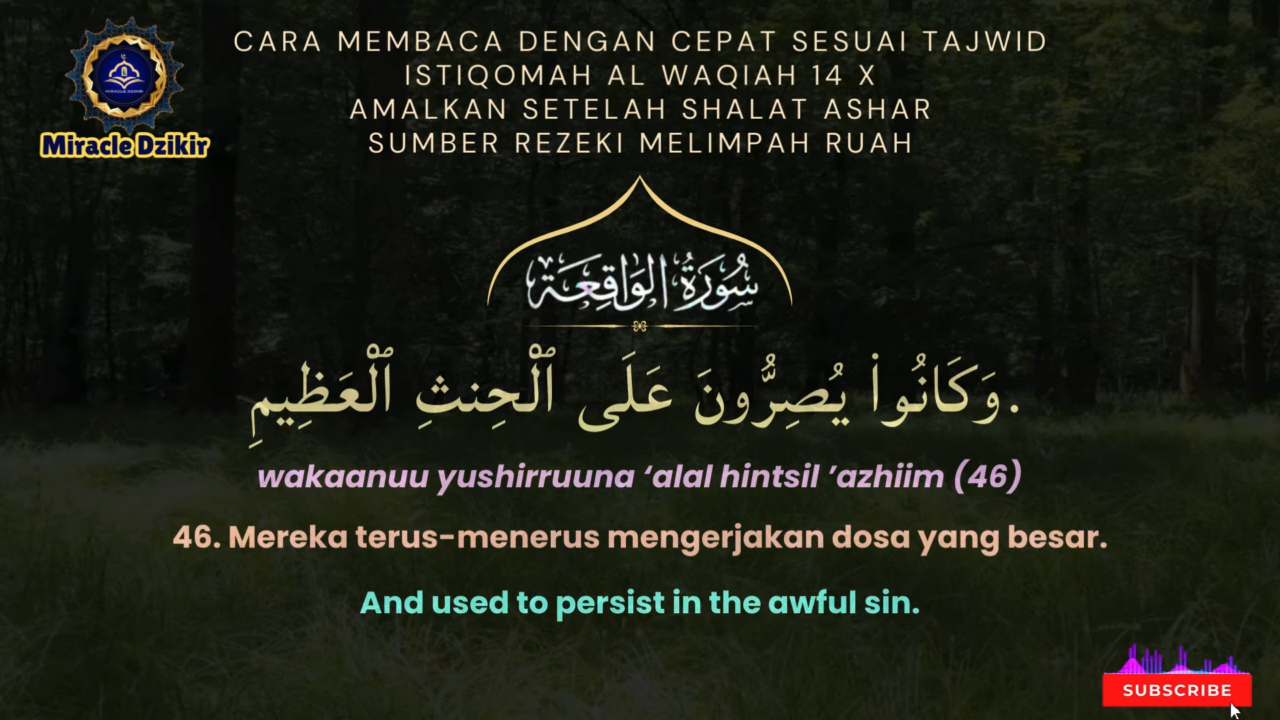 CARA MEMBACA DENGAN CEPAT SESUAI TAJWID
ISTIQOMAH AL WAQIAH 14 X
AMALKAN SETELAH SHALAT ASHAR
SUMBER REZEKI MELIMPAH RUAH
MIRACLE DZIKIR
Miracle Dzikir
سُورَةُ الوَاقِعَة
وَكَانُوا۟ يُصِرُّونَ عَلَى ٱلْحِنثِ ٱلْعَظِيمِ.
wakaanuu yushirruuna ‘alal hintsil ’azhiim (46)
46. Mereka terus-menerus mengerjakan dosa yang besar.
And used to persist in the awful sin.
SUBSCRIBE